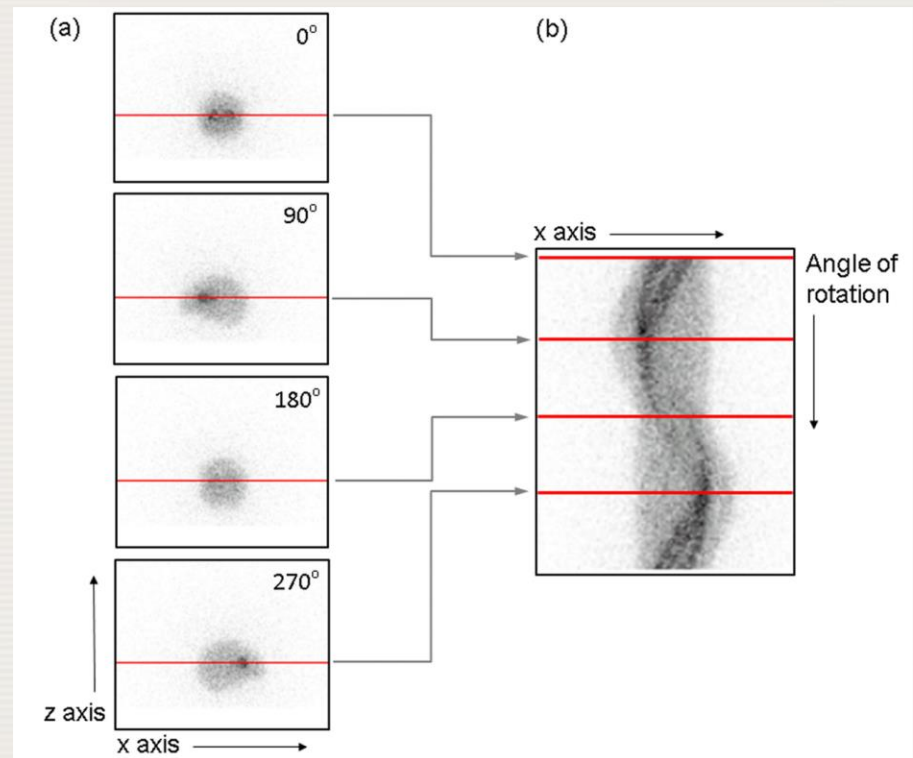 (a)
0°
90°
180°
270°
z axis
x axis
(b)
x axis
Angle of
rotation